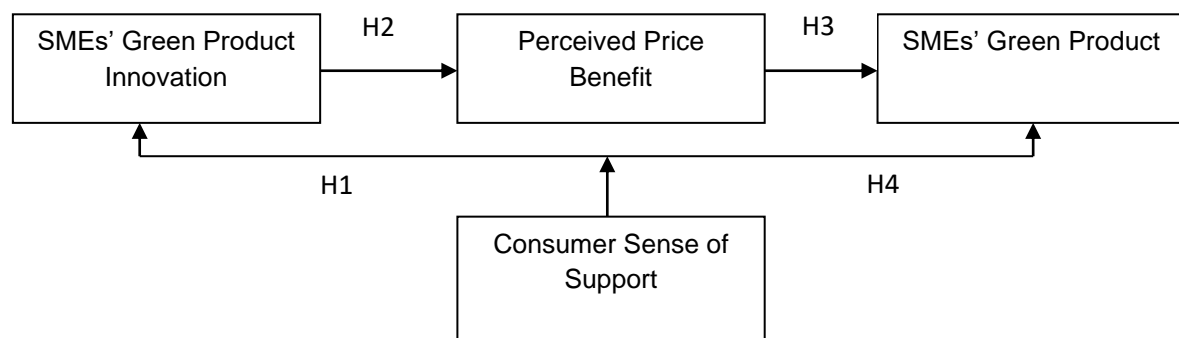 H2
H3
SMEs’ Green Product
Innovation
Perceived Price
Benefit
SMEs’ Green Product
H1
H4
Consumer Sense of
Support